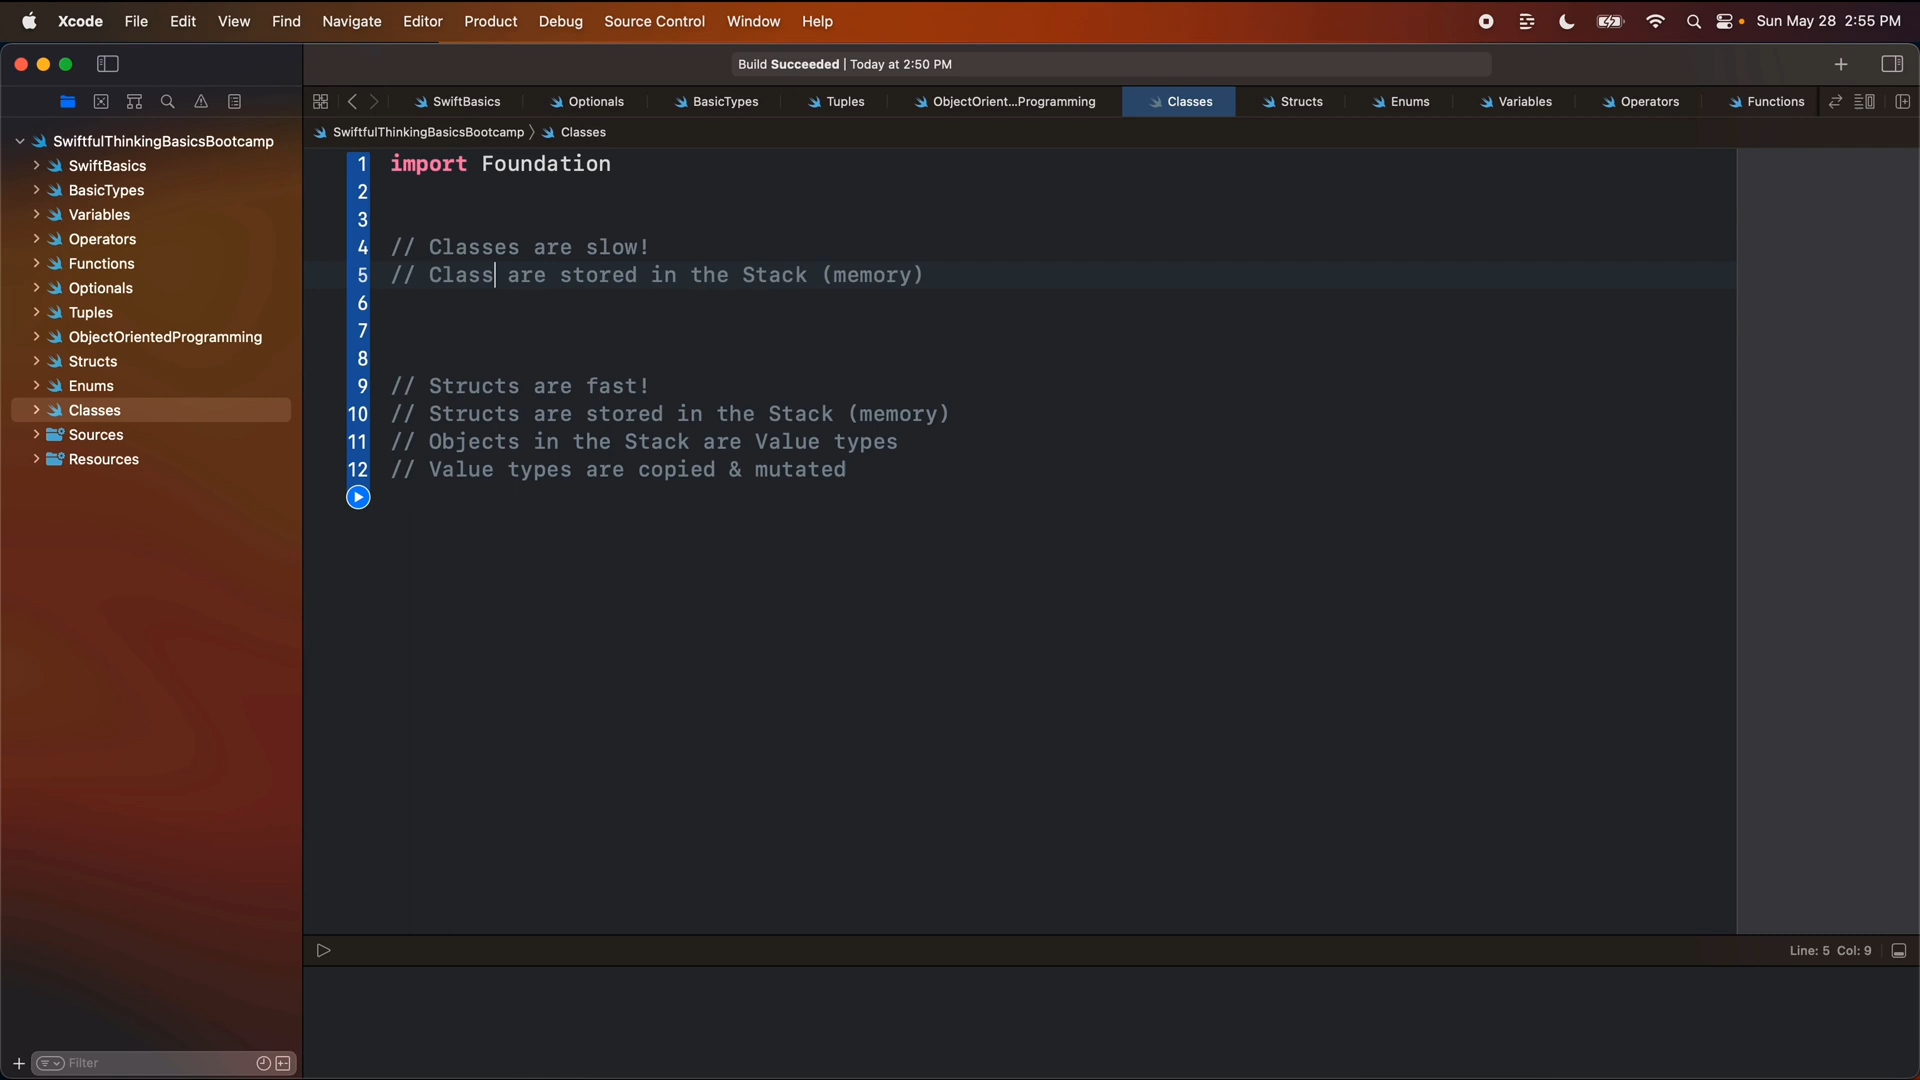 Xcode File Edit View Find Navigate Editor Product Debug Source Control Window Help Sun May 28 2:55 PM
Build Succeeded | Today at 2:50 PM
SwiftBasics Optionals BasicTypes Tuples ObjectOrient...Programming Classes Structs Enums Variables Operators Functions
SwiftfulThinkingBasicsBootcamp 〉 Classes
SwiftfulThinkingBasicsBootcamp
SwiftBasics
BasicTypes
Variables
Operators
Functions
Optionals
Tuples
ObjectOrientedProgramming
Structs
Enums
Classes
Sources
Resources
1 import Foundation
2
3
4 // Classes are slow!
5 // Class are stored in the Stack (memory)
6
7
8
9 // Structs are fast!
10 // Structs are stored in the Stack (memory)
11 // Objects in the Stack are Value types
12 // Value types are copied & mutated
Line: 5 Col: 9
Filter